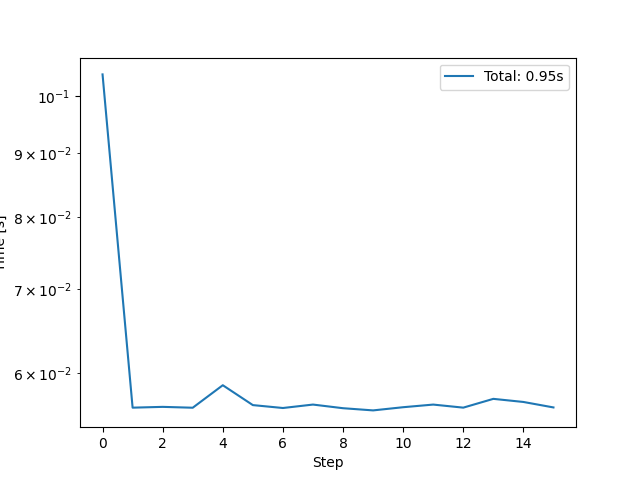 Total: 0.95s
10⁻¹
9 × 10⁻²
8 × 10⁻²
7 × 10⁻²
6 × 10⁻²
Time [s]
0 2 4 6 8 10 12 14
Step